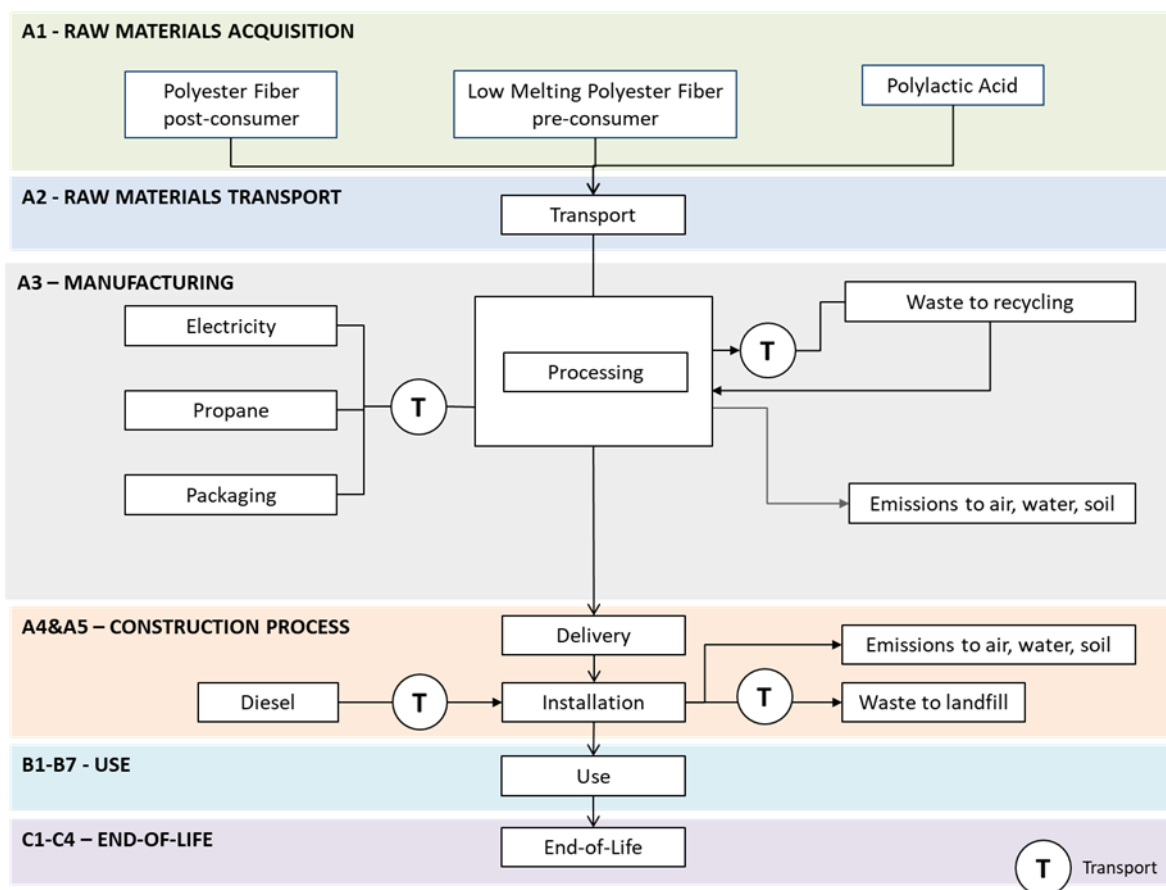 A1 - RAW MATERIALS ACQUISITION
Polyester Fiber
post-consumer
Low Melting Polyester Fiber
pre-consumer
Polylactic Acid
A2 - RAW MATERIALS TRANSPORT
Transport
A3 – MANUFACTURING
Electricity
Propane
Packaging
T
Processing
T
Waste to recycling
Emissions to air, water, soil
A4&A5 – CONSTRUCTION PROCESS
Delivery
Emissions to air, water, soil
Diesel
T
Installation
T
Waste to landfill
B1-B7 - USE
Use
C1-C4 – END-OF-LIFE
End-of-Life
T
Transport